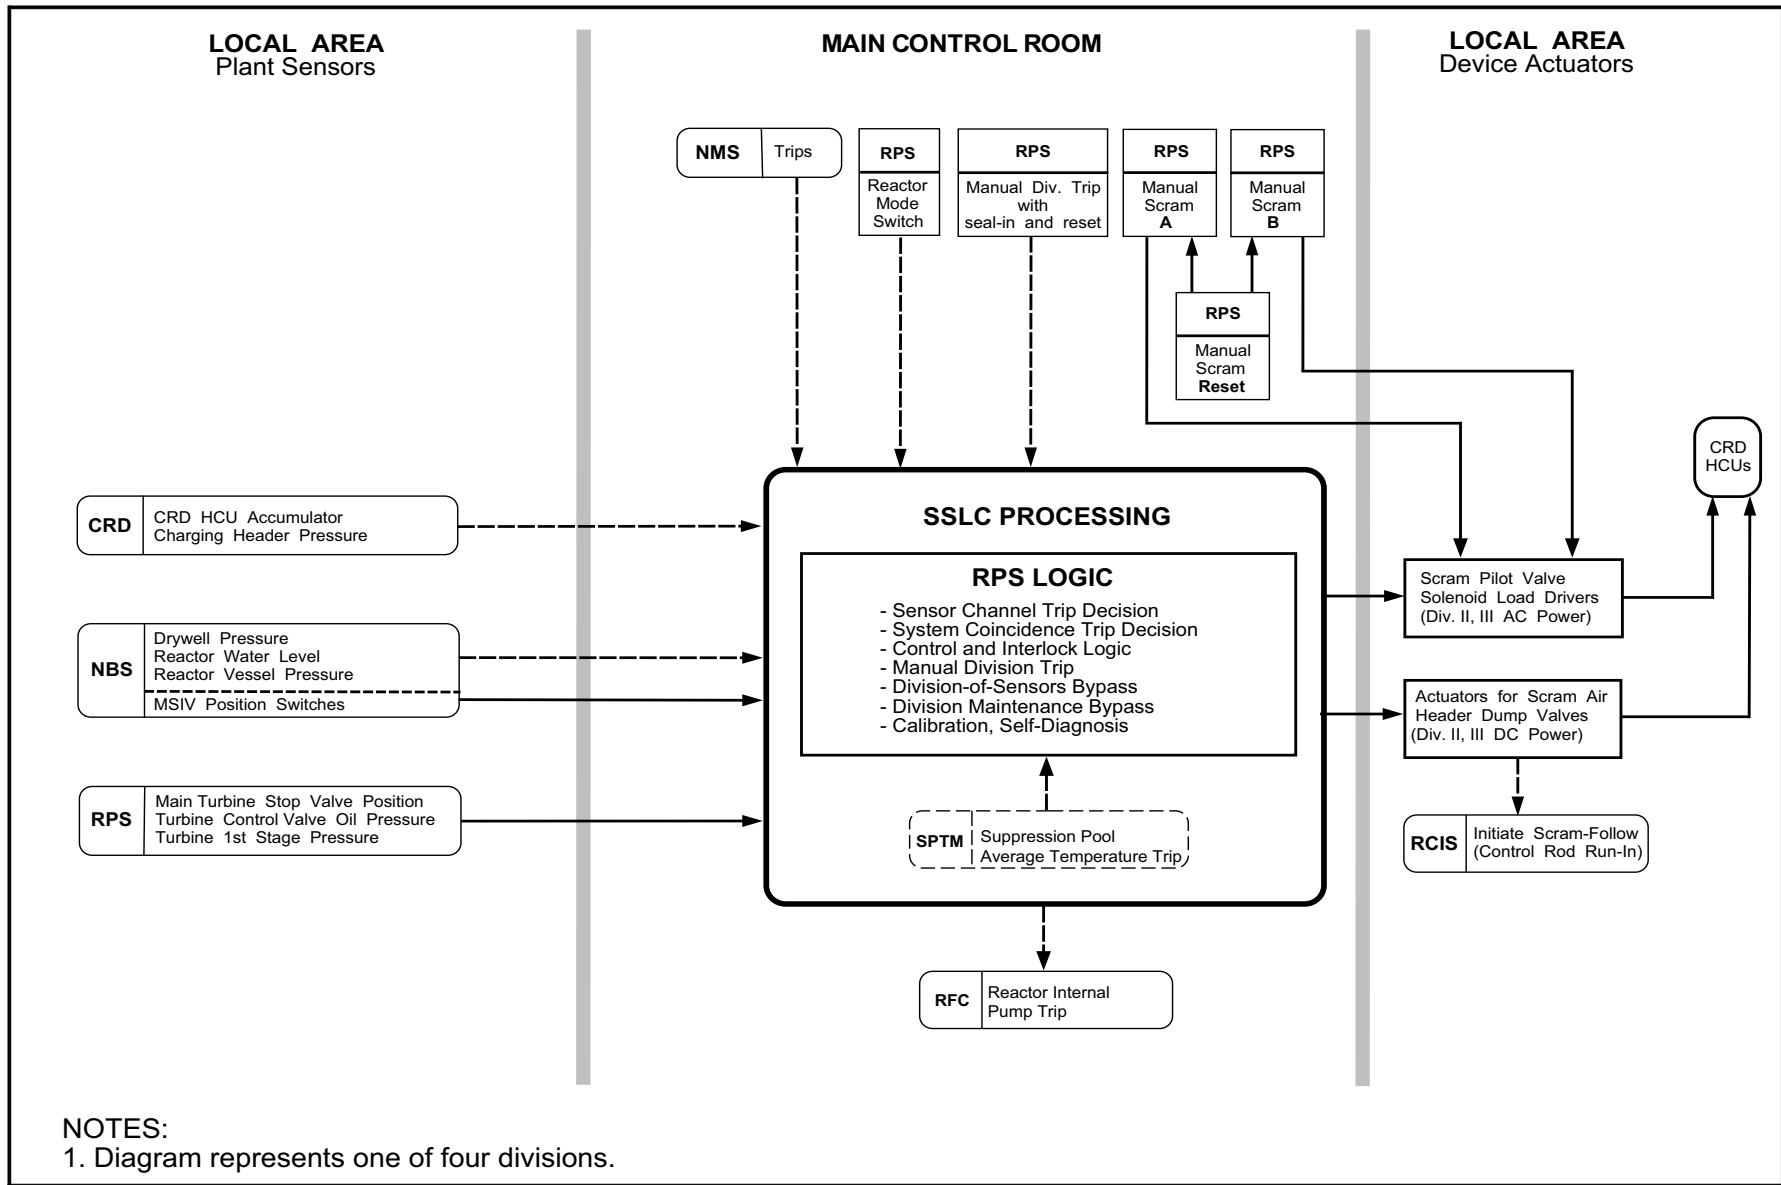 LOCAL AREA
Plant Sensors
MAIN CONTROL ROOM
LOCAL AREA
Device Actuators
NMS Trips
RPS
Reactor
Mode
Switch
RPS
Manual Div. Trip
with
seal-in and reset
RPS
Manual
Scram
A
RPS
Manual
Scram
B
RPS
Manual
Scram
Reset
CRD
HCUs
CRD
CRD HCU Accumulator
Charging Header Pressure
NBS
Drywell Pressure
Reactor Water Level
Reactor Vessel Pressure
MSIV Position Switches
RPS
Main Turbine Stop Valve Position
Turbine Control Valve Oil Pressure
Turbine 1st Stage Pressure
SSLC PROCESSING
RPS LOGIC
- Sensor Channel Trip Decision
- System Coincidence Trip Decision
- Control and Interlock Logic
- Manual Division Trip
- Division-of-Sensors Bypass
- Division Maintenance Bypass
- Calibration, Self-Diagnosis
SPTM
Suppression Pool
Average Temperature Trip
RFC
Reactor Internal
Pump Trip
Scram Pilot Valve
Solenoid Load Drivers
(Div. II, III AC Power)
Actuators for Scram Air
Header Dump Valves
(Div. II, III DC Power)
RCIS
Initiate Scram-Follow
(Control Rod Run-In)
NOTES:
1. Diagram represents one of four divisions.